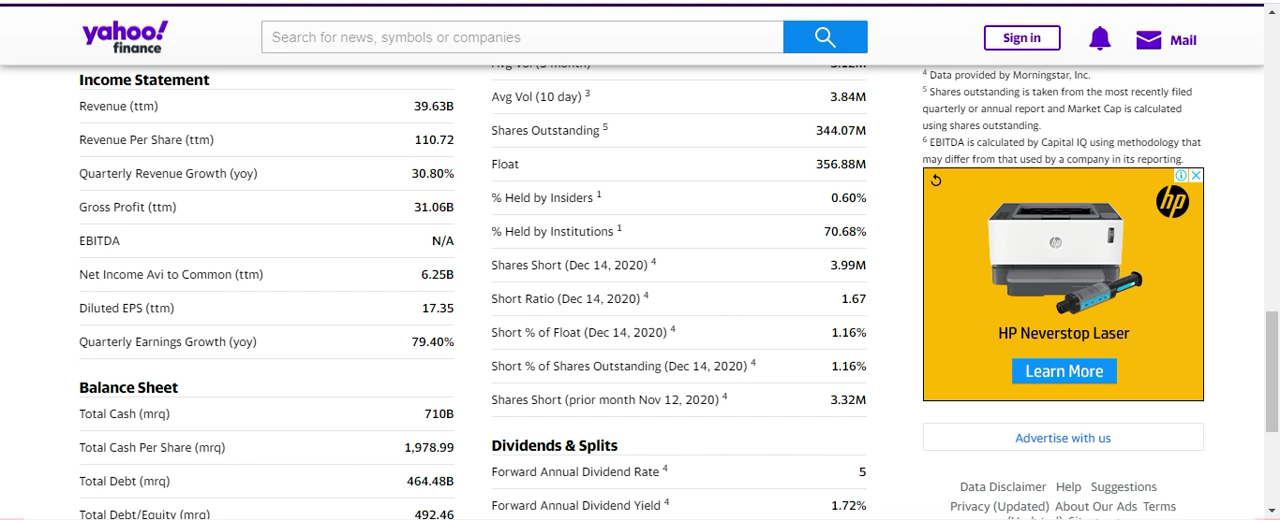 yahoo!
finance
Search for news, symbols or companies
Sign in
Mail
Income Statement
Revenue (ttm) 39.63B
Revenue Per Share (ttm) 110.72
Quarterly Revenue Growth (yoy) 30.80%
Gross Profit (ttm) 31.06B
EBITDA N/A
Net Income Avi to Common (ttm) 6.25B
Diluted EPS (ttm) 17.35
Quarterly Earnings Growth (yoy) 79.40%
Balance Sheet
Total Cash (mrq) 710B
Total Cash Per Share (mrq) 1,978.99
Total Debt (mrq) 464.48B
Total Debt/Equity (mrq) 492.46
Avg Vol (3 month) 3.12M
Avg Vol (10 day) 3 3.84M
Shares Outstanding 5 344.07M
Float 356.88M
% Held by Insiders 1 0.60%
% Held by Institutions 1 70.68%
Shares Short (Dec 14, 2020) 4 3.99M
Short Ratio (Dec 14, 2020) 4 1.67
Short % of Float (Dec 14, 2020) 4 1.16%
Short % of Shares Outstanding (Dec 14, 2020) 4 1.16%
Shares Short (prior month Nov 12, 2020) 4 3.32M
Dividends & Splits
Forward Annual Dividend Rate 4 5
Forward Annual Dividend Yield 4 1.72%
4 Data provided by Morningstar, Inc.
5 Shares outstanding is taken from the most recently filed
quarterly or annual report and Market Cap is calculated
using shares outstanding.
6 EBITDA is calculated by Capital IQ using methodology that
may differ from that used by a company in its reporting.
hp
hp
HP Neverstop Laser
Learn More
Advertise with us
Data Disclaimer Help Suggestions
Privacy (Updated) About Our Ads Terms